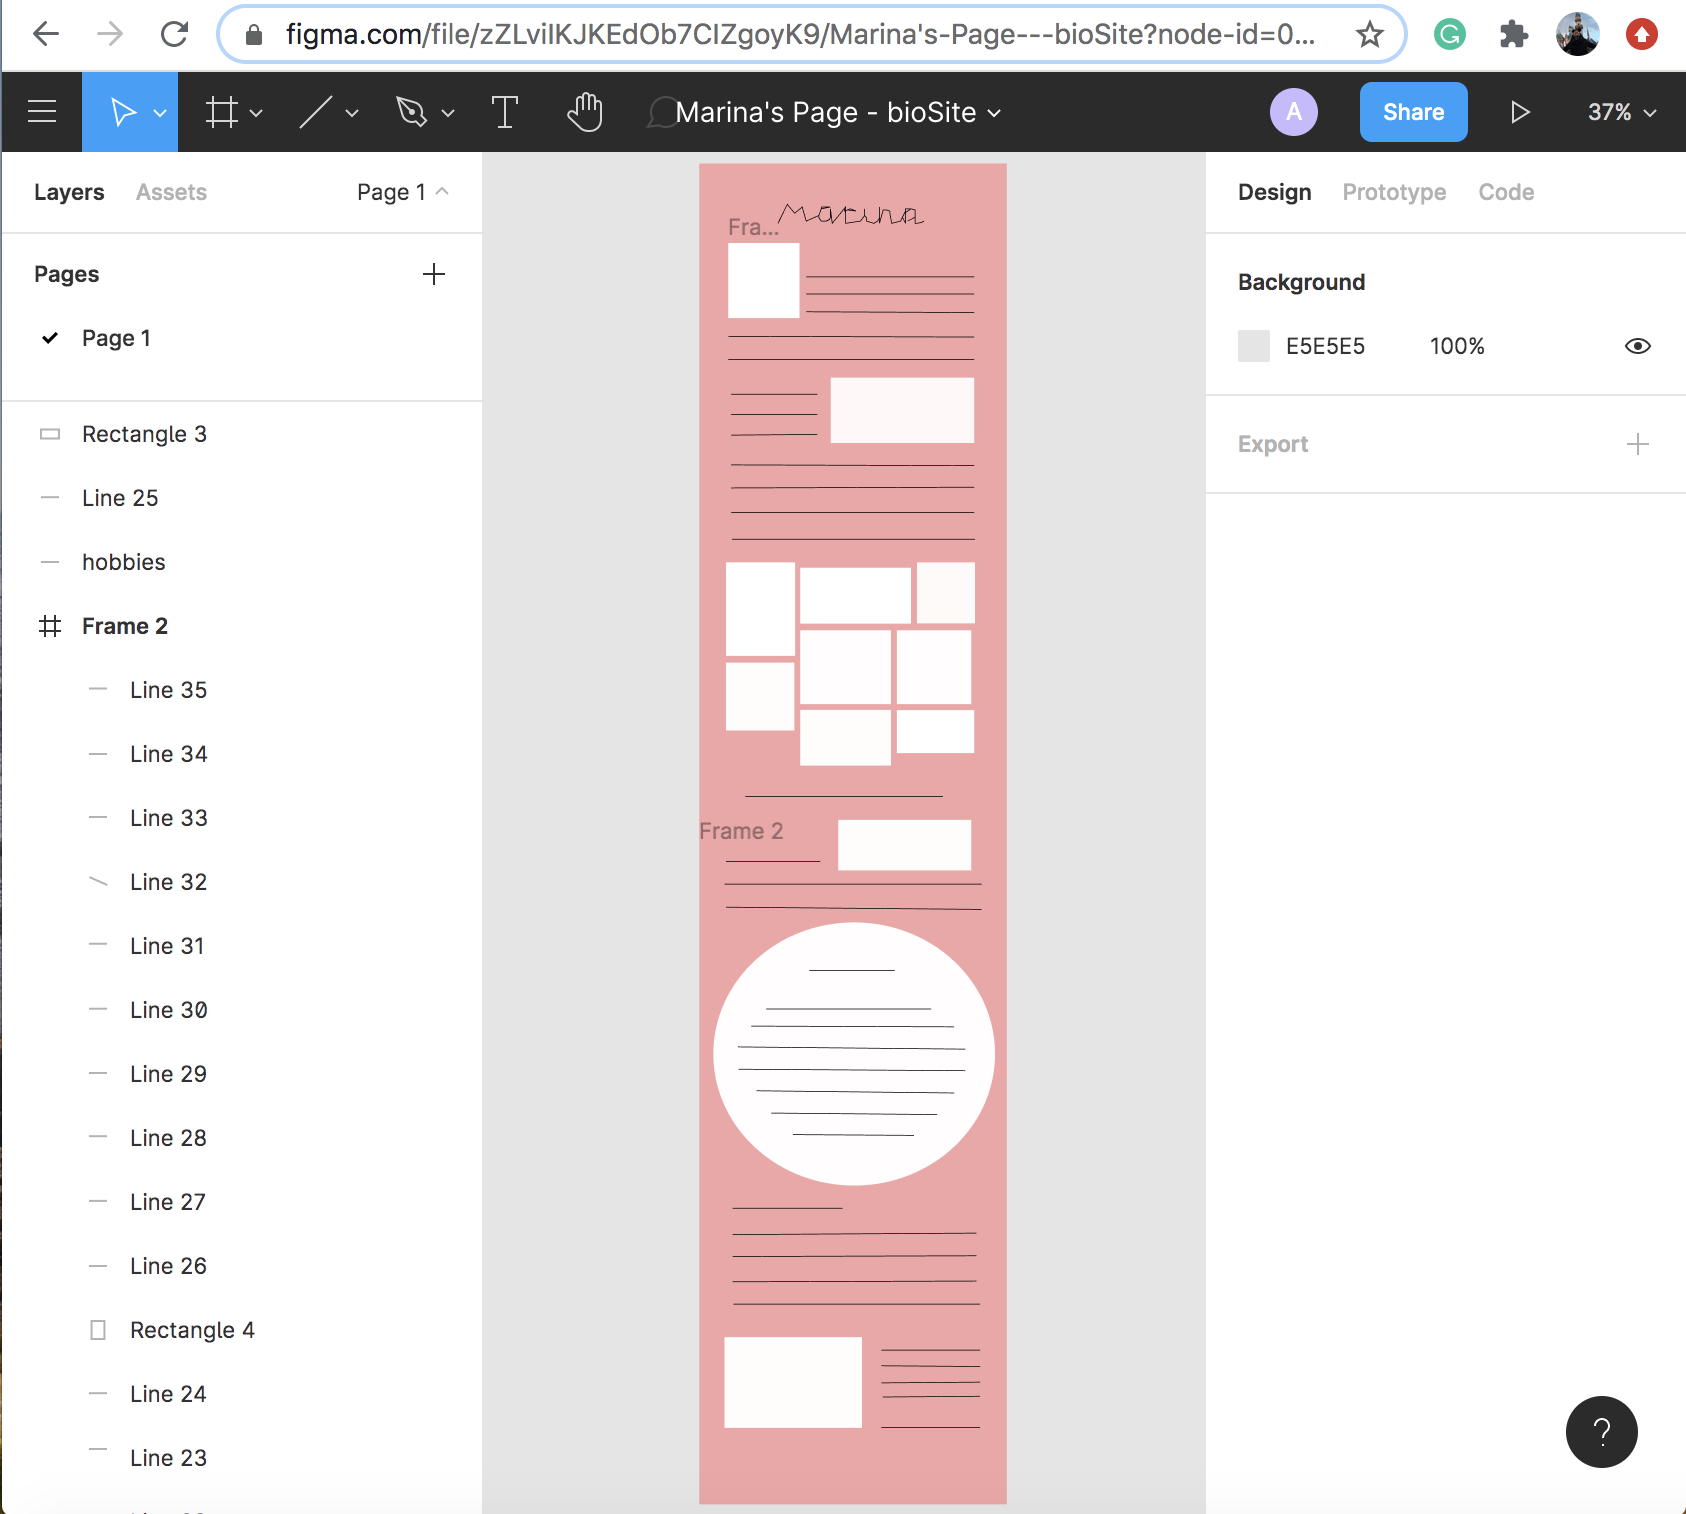 figma.com/file/zZLviIKJKEdOb7CIZgoyK9/Marina's-Page---bioSite?node-id=0...
Marina's Page - bioSite
A
Share
37%
Layers
Assets
Page 1
Design
Prototype
Code
Pages
Page 1
Rectangle 3
Line 25
hobbies
Frame 2
Line 35
Line 34
Line 33
Line 32
Line 31
Line 30
Line 29
Line 28
Line 27
Line 26
Rectangle 4
Line 24
Line 23
Marina
Fra...
Frame 2
Background
E5E5E5
100%
Export
?